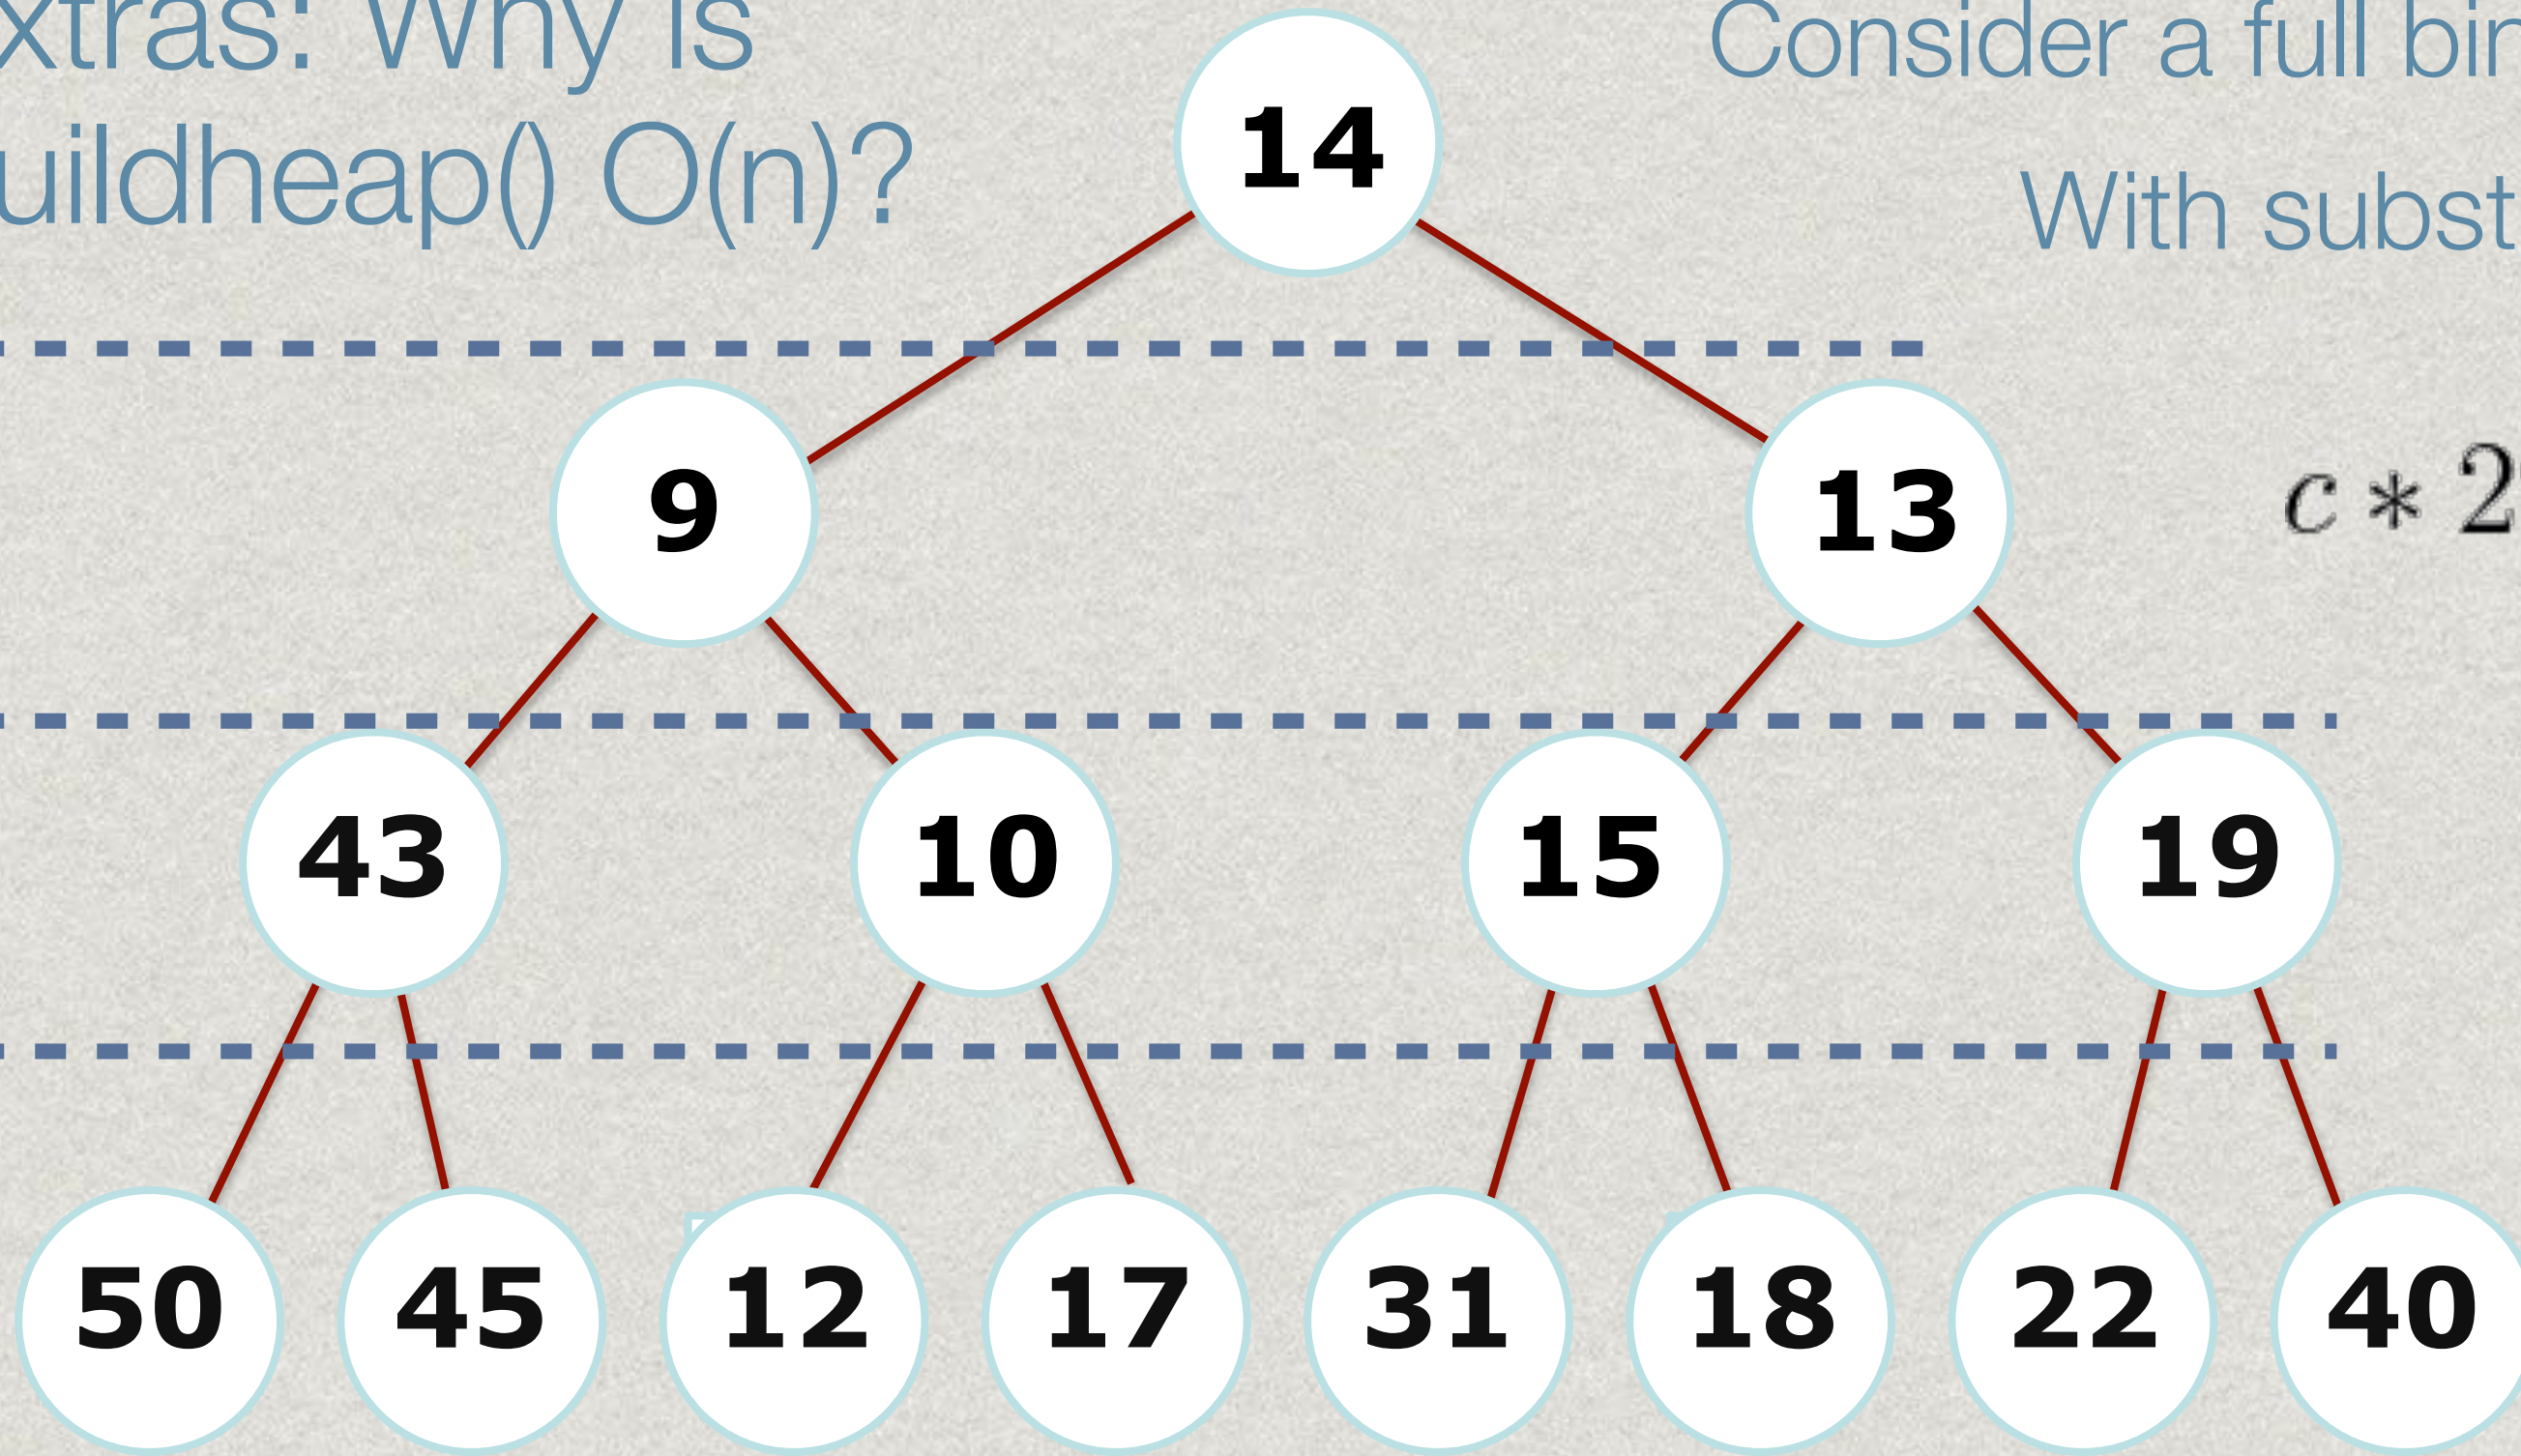 xtras: Why is
uildheap() O(n)?
Consider a full bin
With subst
c * 2
14
9 13
43 10 15 19
50 45 12 17 31 18 22 40